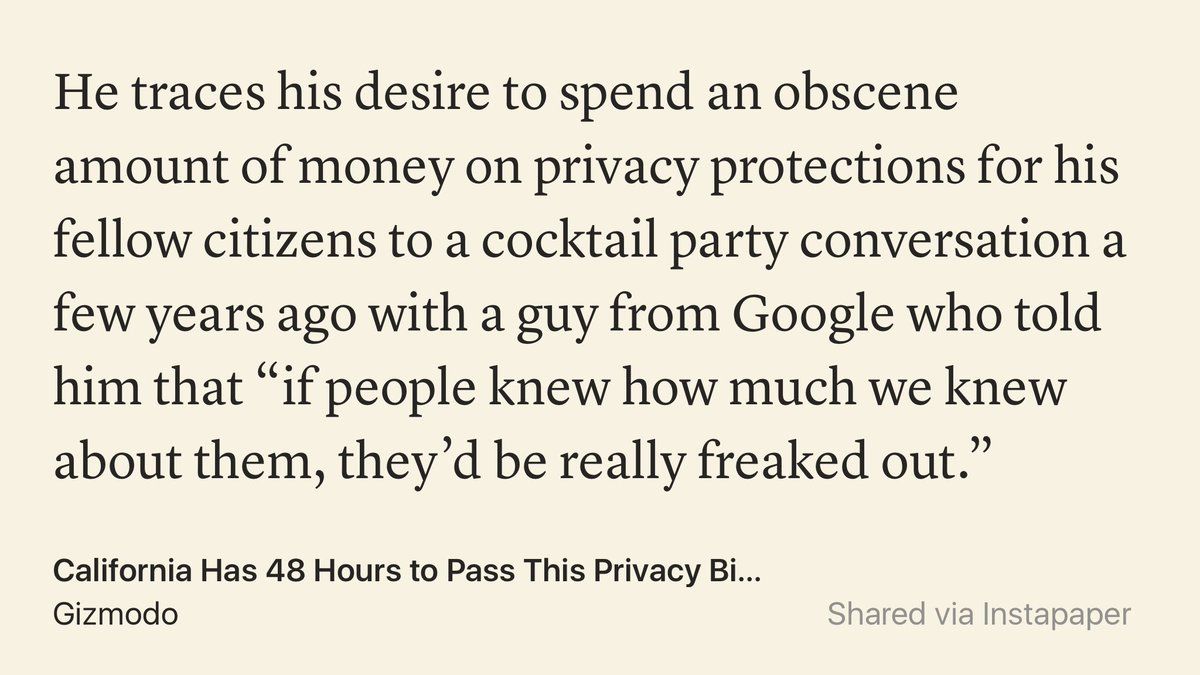 He traces his desire to spend an obscene
amount of money on privacy protections for his
fellow citizens to a cocktail party conversation a
few years ago with a guy from Google who told
him that “if people knew how much we knew
about them, they’d be really freaked out.”
California Has 48 Hours to Pass This Privacy Bi...
Gizmodo
Shared via Instapaper